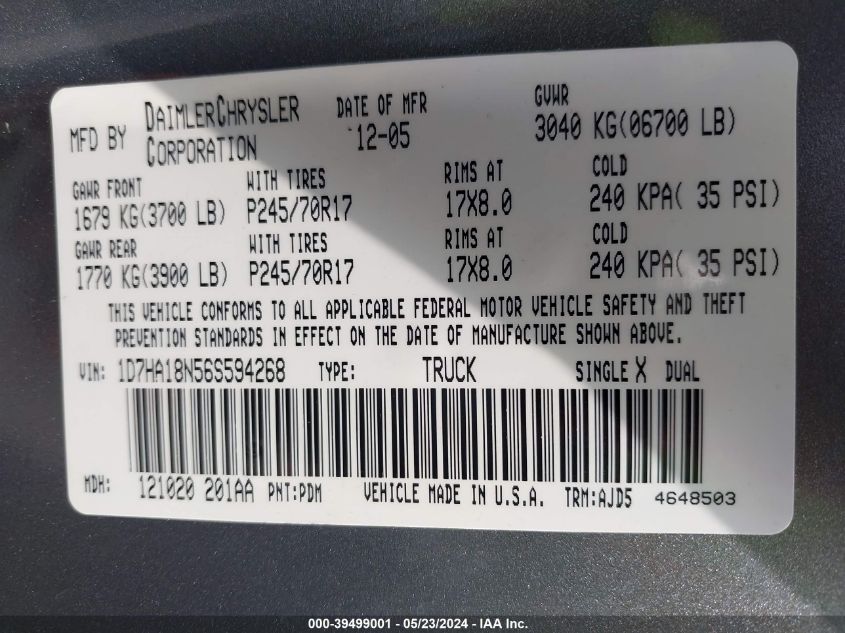 MFD BY DAIMLERCHRYSLER CORPORATION DATE OF MFR 12-05 GVWR 3040 KG(06700 LB)
GAWR FRONT WITH TIRES RIMS AT COLD
1679 KG(3700 LB) P245/70R17 17X8.0 240 KPA( 35 PSI)
GAWR REAR WITH TIRES RIMS AT COLD
1770 KG(3900 LB) P245/70R17 17X8.0 240 KPA( 35 PSI)
THIS VEHICLE CONFORMS TO ALL APPLICABLE FEDERAL MOTOR VEHICLE SAFETY AND THEFT
PREVENTION STANDARDS IN EFFECT ON THE DATE OF MANUFACTURE SHOWN ABOVE.
VIN: 1D7HA18N56S594268 TYPE: TRUCK SINGLE X DUAL
MDH: 121020 201AA PNT:PDM VEHICLE MADE IN U.S.A. TRM:AJD5 4648503
000-39499001 - 05/23/2024 - IAA Inc.